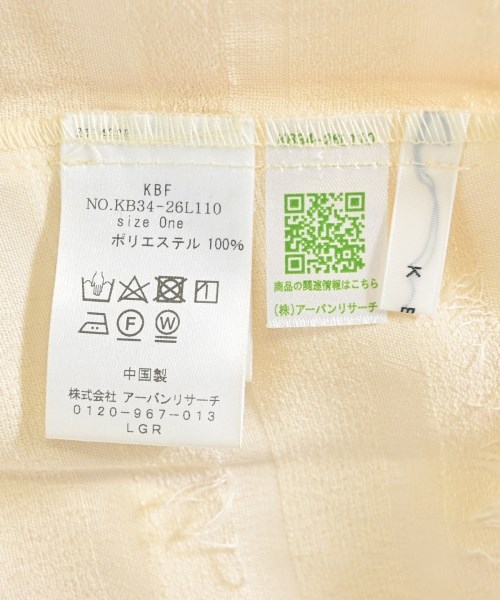 KBF
NO.KB34-26L110
size One
ポリエステル 100%
F W
中国製
株式会社 アーバンリサーチ
0120-967-013
LGR
商品の関連情報はこちら
(株)アーバンリサーチ
K